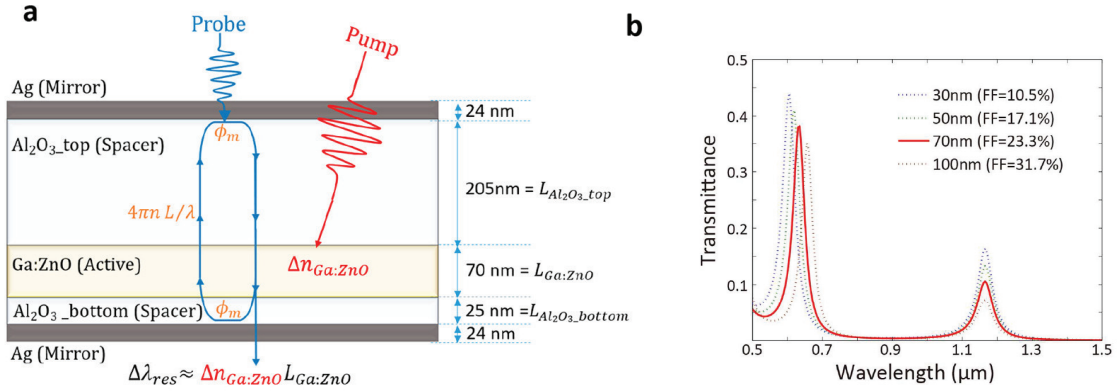 a
Probe
Pump
Ag (Mirror)
24 nm
ϕm
Al2O3_top (Spacer)
205nm = LAl2O3_top
4πn L/λ
Ga:ZnO (Active)
ΔnGa:ZnO
70 nm = LGa:ZnO
Al2O3 _bottom (Spacer)
ϕm
25 nm =LAl2O3_bottom
24 nm
Ag (Mirror)
Δλres≈ ΔnGa:ZnOLGa:ZnO
b
0.5
0.4
0.3
0.2
0.1
Transmittance
30nm (FF=10.5%)
50nm (FF=17.1%)
70nm (FF=23.3%)
100nm (FF=31.7%)
0.5 0.7 0.9 1.1 1.3 1.5
Wavelength (μm)